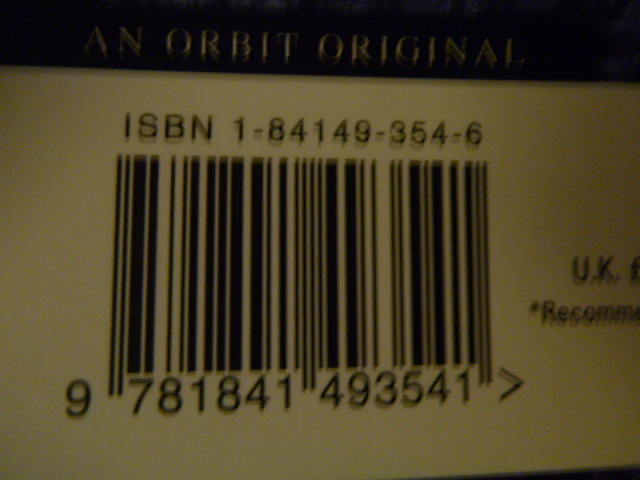 AN ORBIT ORIGINAL
ISBN 1-84149-354-6
U.K. £
*Recomme
9 781841 493541 >